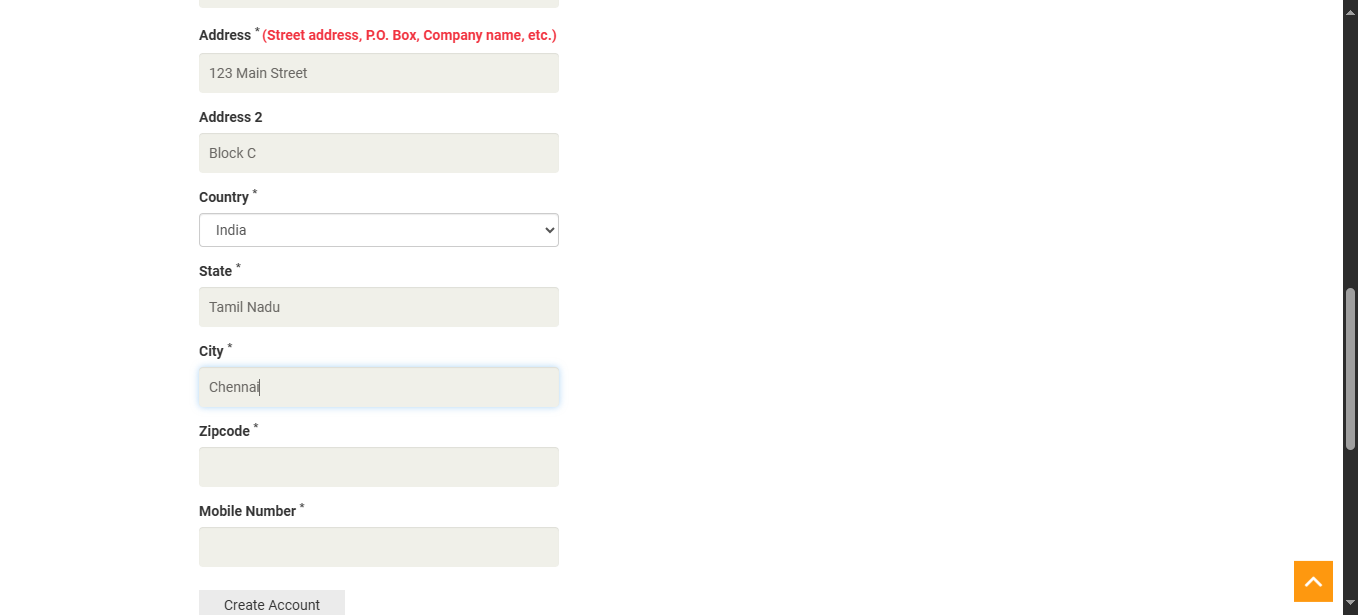 Address * (Street address, P.O. Box, Company name, etc.)
123 Main Street
Address 2
Block C
Country *
India
State *
Tamil Nadu
City *
Chennai
Zipcode *
Mobile Number *
Create Account